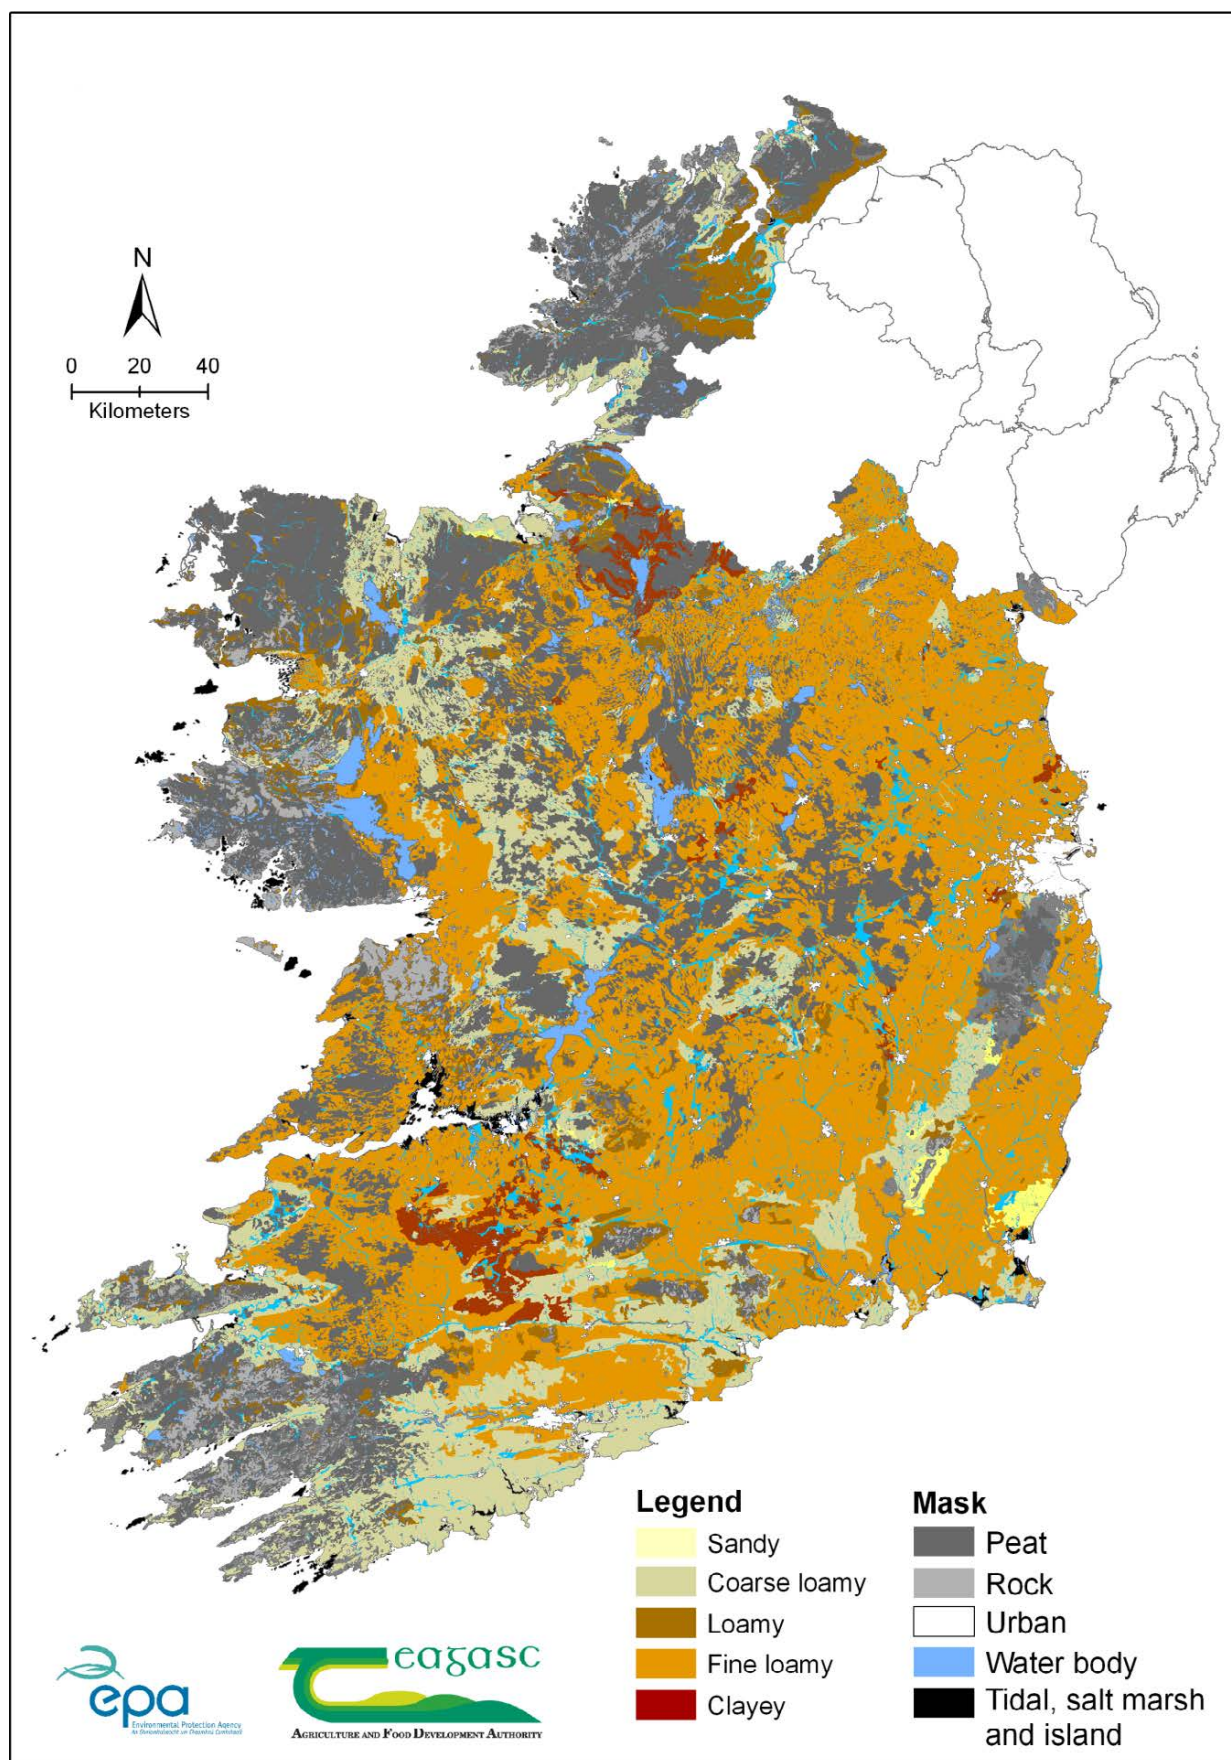 N
0 20 40
Kilometers
Legend
Sandy
Coarse loamy
Loamy
Fine loamy
Clayey
Mask
Peat
Rock
Urban
Water body
Tidal, salt marsh
and island
epa
Environmental Protection Agency
eagasc
AGRICULTURE AND FOOD DEVELOPMENT AUTHORITY